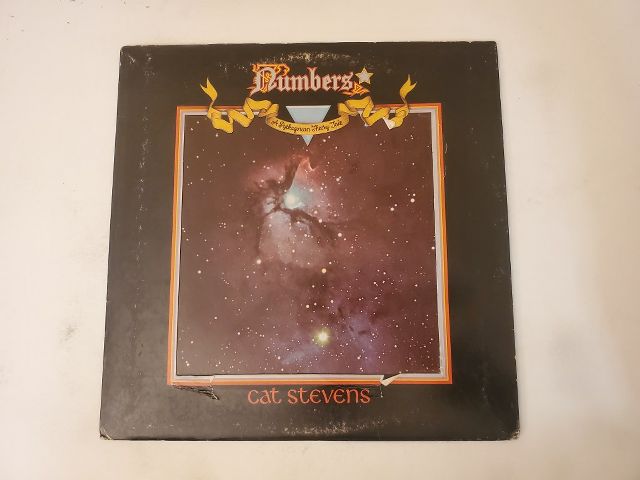 Numbers
A Pythagorean Theory Tale
cat stevens